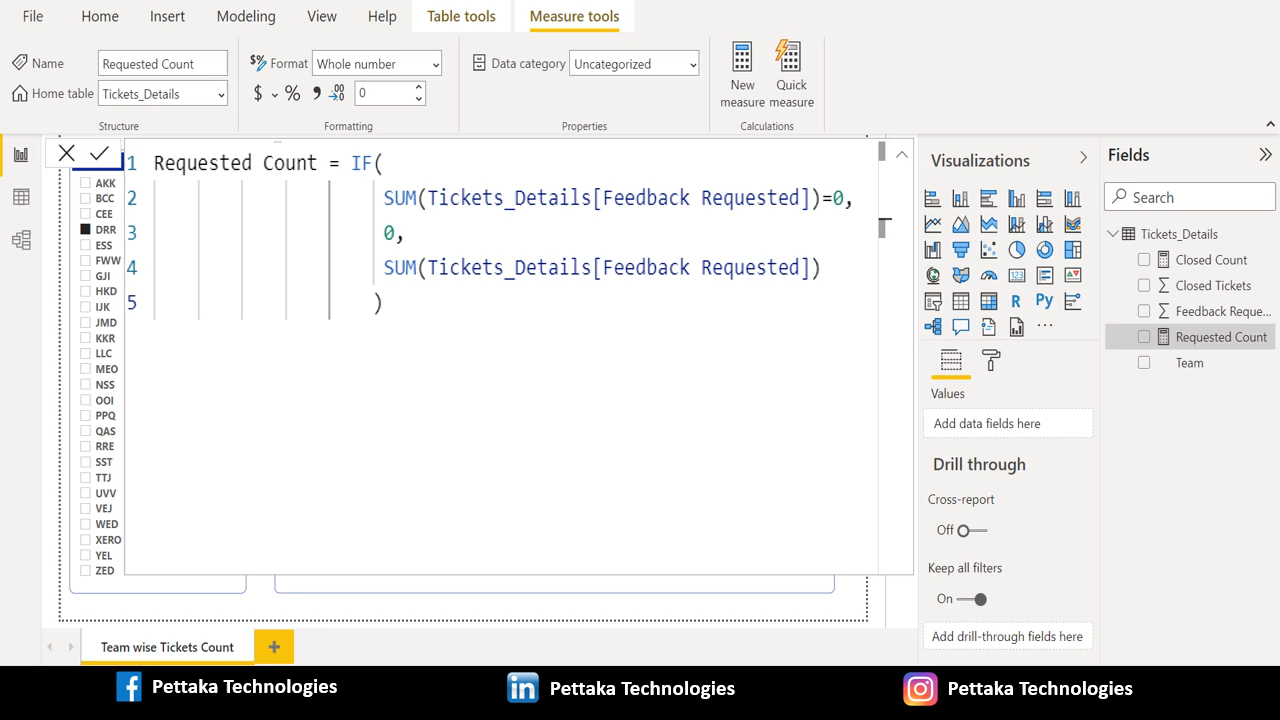 File Home Insert Modeling View Help Table tools Measure tools
Name Requested Count
Home table Tickets_Details
Structure
$% Format Whole number
$ % , 0
Formatting
Data category Uncategorized
Properties
New measure
Quick measure
Calculations
1 Requested Count = IF(
2 SUM(Tickets_Details[Feedback Requested])=0,
3 0,
4 SUM(Tickets_Details[Feedback Requested])
5 )
AKK
BCC
CEE
DRR
ESS
FWW
GJI
HKD
IJK
JMD
KKR
LLC
MEO
NSS
OOI
PPQ
QAS
RRE
SST
TTJ
UVV
VEJ
WED
XERO
YEL
ZED
Visualizations
123
R Py
...
Values
Add data fields here
Drill through
Cross-report
Off
Keep all filters
On
Add drill-through fields here
Fields
Search
Tickets_Details
Closed Count
Σ Closed Tickets
Σ Feedback Reque...
Requested Count
Team
Team wise Tickets Count +
f Pettaka Technologies in Pettaka Technologies Pettaka Technologies